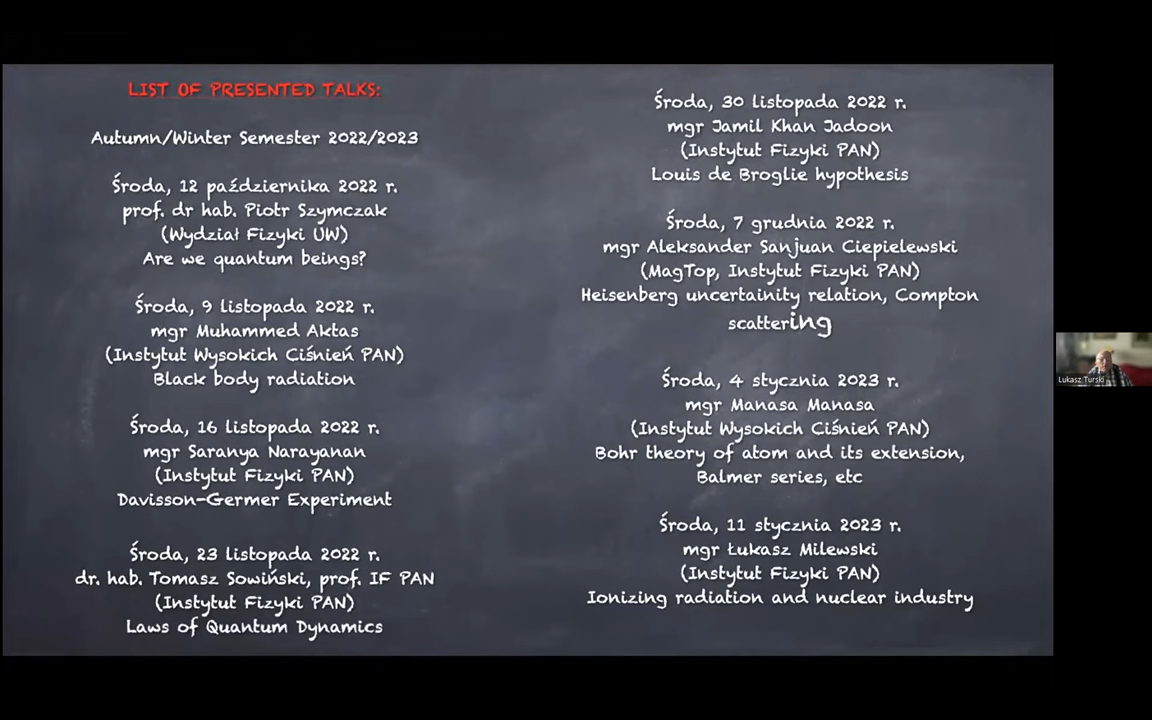 LIST OF PRESENTED TALKS:
Autumn/Winter Semester 2022/2023
Środa, 12 października 2022 r.
prof. dr hab. Piotr Szymczak
(Wydział Fizyki UW)
Are we quantum beings?
Środa, 9 listopada 2022 r.
mgr Muhammed Aktas
(Instytut Wysokich Ciśnień PAN)
Black body radiation
Środa, 16 listopada 2022 r.
mgr Saranya Narayanan
(Instytut Fizyki PAN)
Davisson-Germer Experiment
Środa, 23 listopada 2022 r.
dr. hab. Tomasz Sowiński, prof. IF PAN
(Instytut Fizyki PAN)
Laws of Quantum Dynamics
Środa, 30 listopada 2022 r.
mgr Jamil Khan Jadoon
(Instytut Fizyki PAN)
Louis de Broglie hypothesis
Środa, 7 grudnia 2022 r.
mgr Aleksander Sanjuan Ciepielewski
(MagTop, Instytut Fizyki PAN)
Heisenberg uncertainity relation, Compton
scattering
Środa, 4 stycznia 2023 r.
mgr Manasa Manasa
(Instytut Wysokich Ciśnień PAN)
Bohr theory of atom and its extension,
Balmer series, etc
Środa, 11 stycznia 2023 r.
mgr Łukasz Milewski
(Instytut Fizyki PAN)
Ionizing radiation and nuclear industry
Lukasz Turski